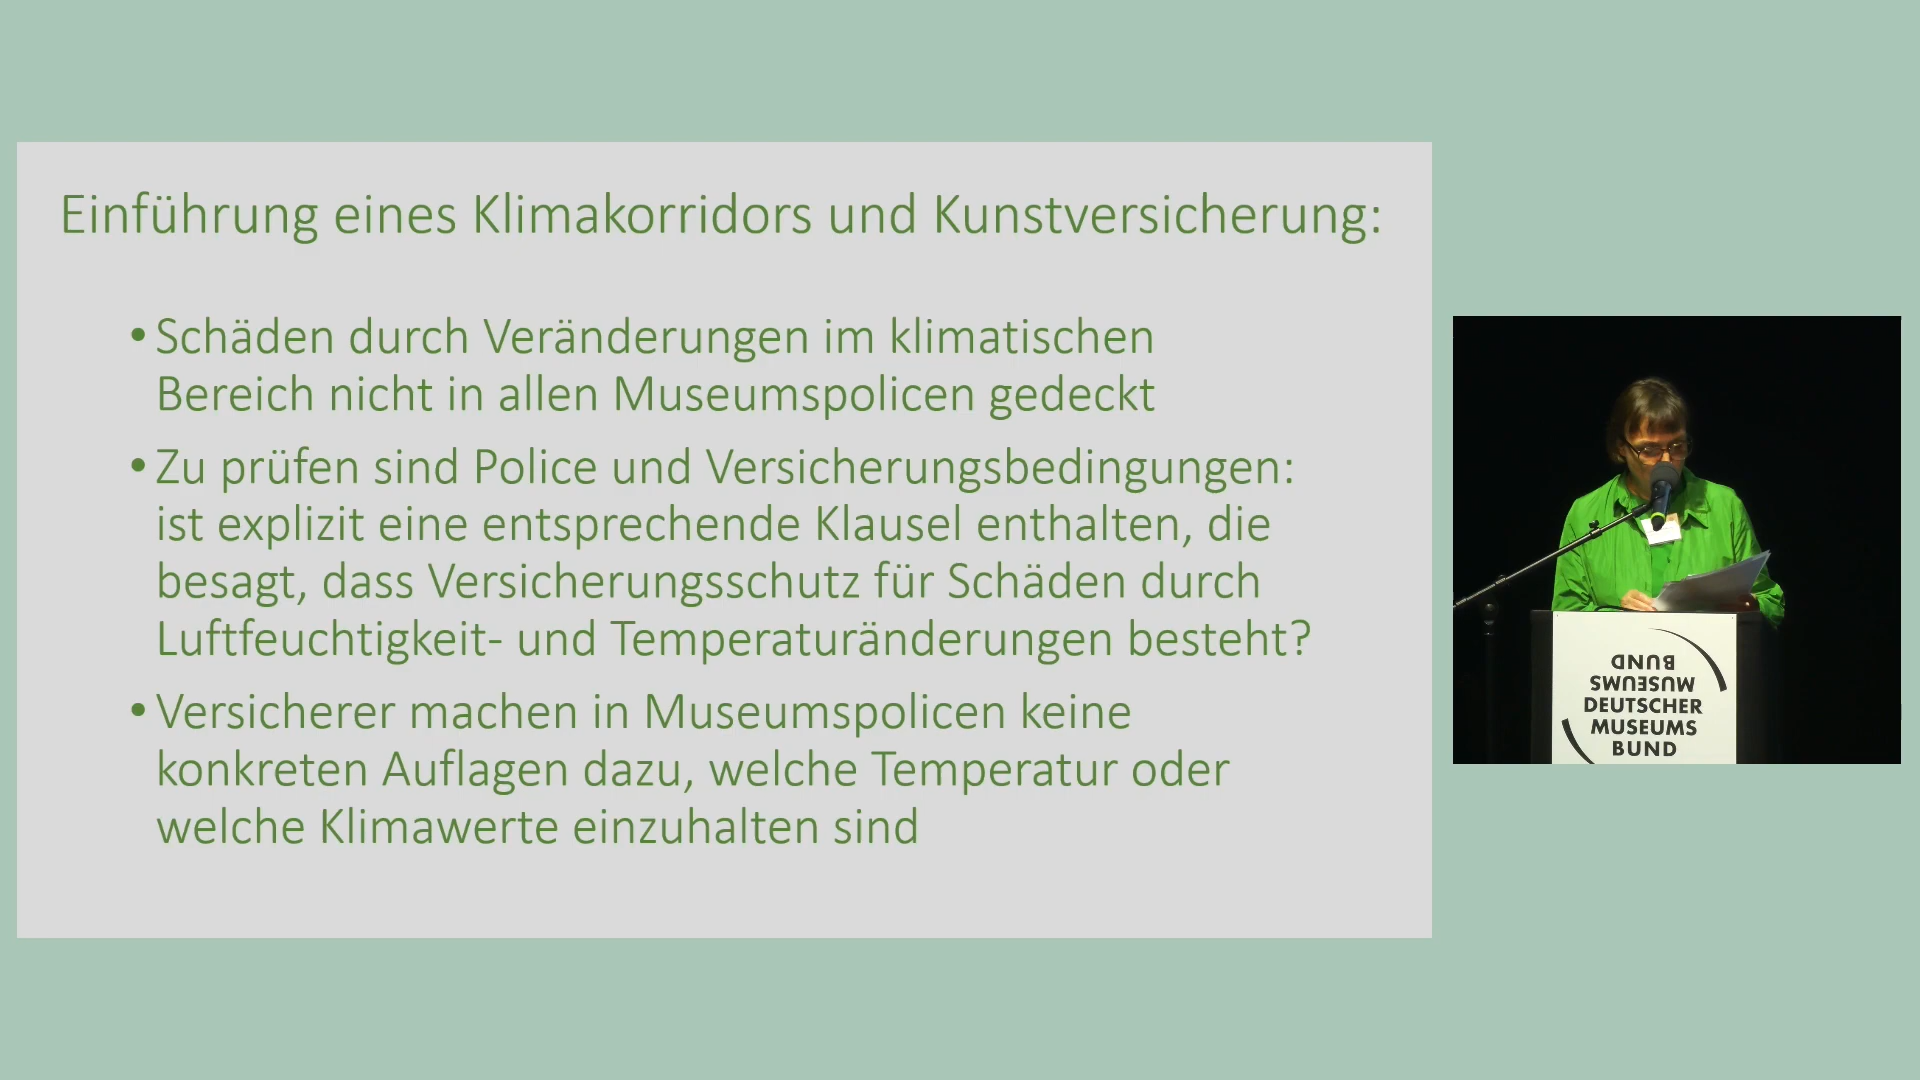 Einführung eines Klimakorridors und Kunstversicherung:
• Schäden durch Veränderungen im klimatischen
Bereich nicht in allen Museumspolicen gedeckt
• Zu prüfen sind Police und Versicherungsbedingungen:
ist explizit eine entsprechende Klausel enthalten, die
besagt, dass Versicherungsschutz für Schäden durch
Luftfeuchtigkeit- und Temperaturänderungen besteht?
• Versicherer machen in Museumspolicen keine
konkreten Auflagen dazu, welche Temperatur oder
welche Klimawerte einzuhalten sind
BUND
MUSEUMS
DEUTSCHER
MUSEUMS
BUND